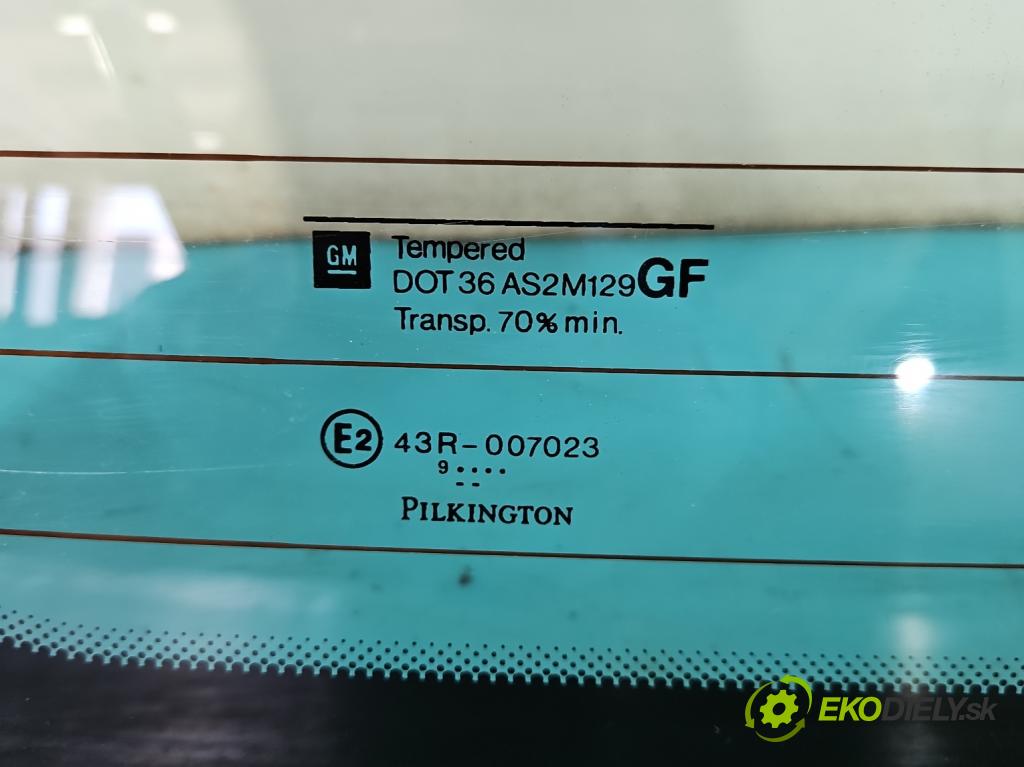 GM
Tempered
DOT 36 AS2M129GF
Transp. 70% min.
E2 43R-007023
9....
--
PILKINGTON
EKODIELY.sk